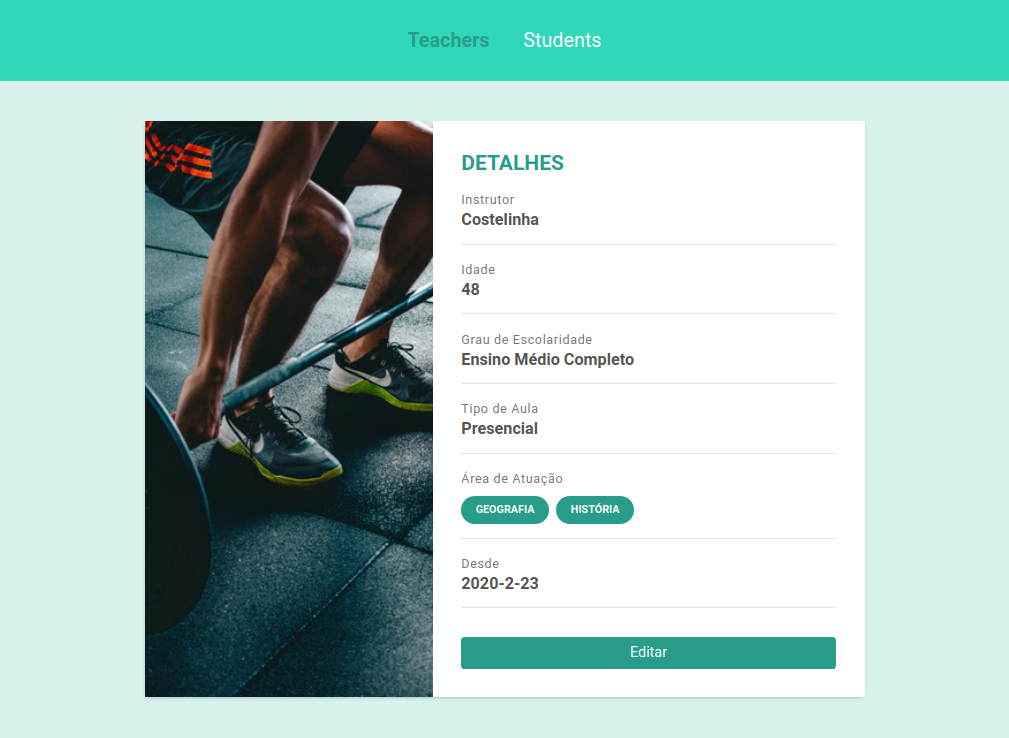 Teachers Students
DETALHES
Instrutor
Costelinha
Idade
48
Grau de Escolaridade
Ensino Médio Completo
Tipo de Aula
Presencial
Área de Atuação
GEOGRAFIA HISTÓRIA
Desde
2020-2-23
Editar